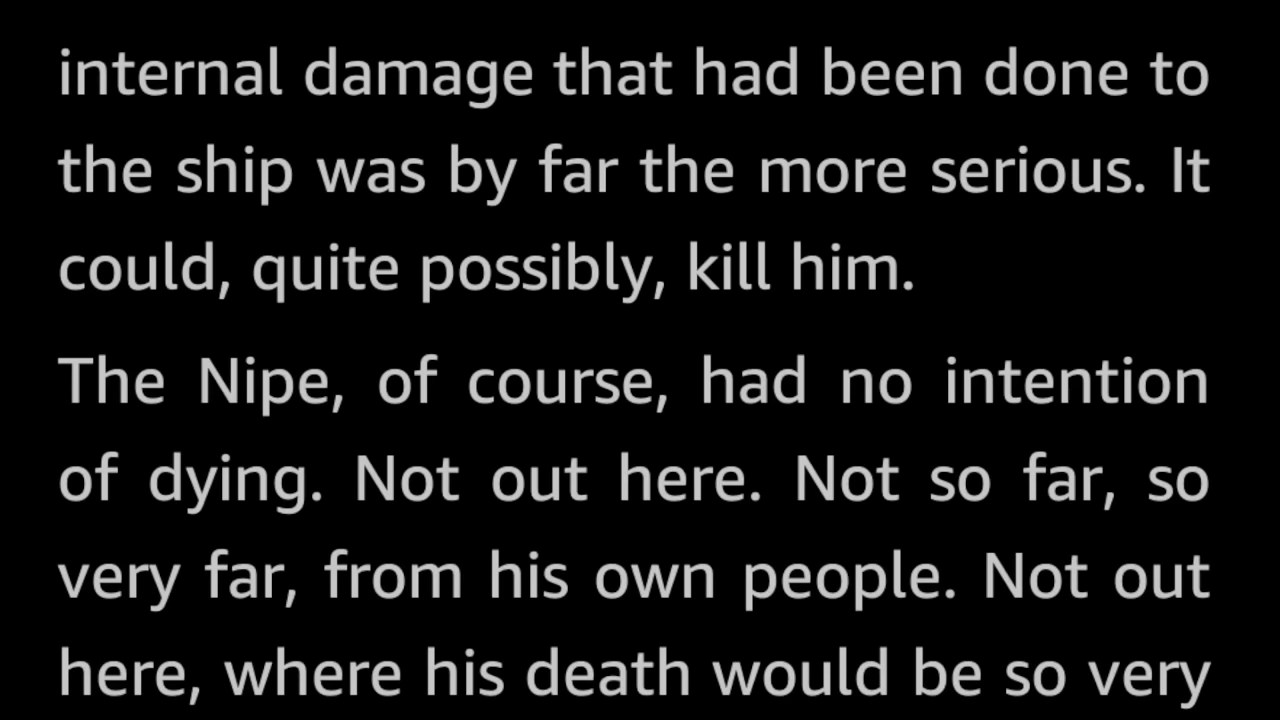 internal damage that had been done to
the ship was by far the more serious. It
could, quite possibly, kill him.
The Nipe, of course, had no intention
of dying. Not out here. Not so far, so
very far, from his own people. Not out
here, where his death would be so very